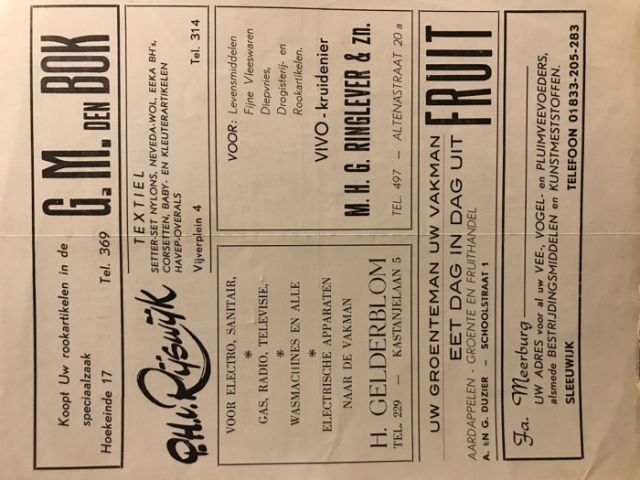 Koopt Uw rookartikelen in de
speciaalzaak
Hoekeinde 17 Tel. 369
G. M. DEN BOK
P.H.v. Rijswijk
TEXTIEL
SETTER-SET NYLONS, NEVEDA-WOL, EEKA BH's,
CORSETTEN, BABY- EN KLEUTERARTIKELEN
HAVEP-OVERALS
Vijverplein 4 Tel. 314
VOOR ELECTRO, SANITAIR,
*
GAS, RADIO, TELEVISIE,
*
WASMACHINES EN ALLE
*
ELECTRISCHE APPARATEN
NAAR DE VAKMAN
H. GELDERBLOM
TEL. 229 — KASTANJELAAN 5
VOOR: Levensmiddelen
Fijne Vleeswaren
Diepvries,
Drogisterij- en
Rookartikelen.
VIVO - kruidenier
M. H. G. RINGLEVER & Zn.
TEL. 497 — ALTENASTRAAT 20 a
UW GROENTEMAN UW VAKMAN
EET DAG IN DAG UIT FRUIT
AARDAPPELEN - GROENTE EN FRUITHANDEL
A. EN G. DUZIER - SCHOOLSTRAAT 1
Fa. Meerburg
UW ADRES voor al uw VEE-, VOGEL- en PLUIMVEEVOEDERS,
alsmede BESTRIJDINGSMIDDELEN en KUNSTMESTSTOFFEN.
SLEEUWIJK TELEFOON 01833-205-283